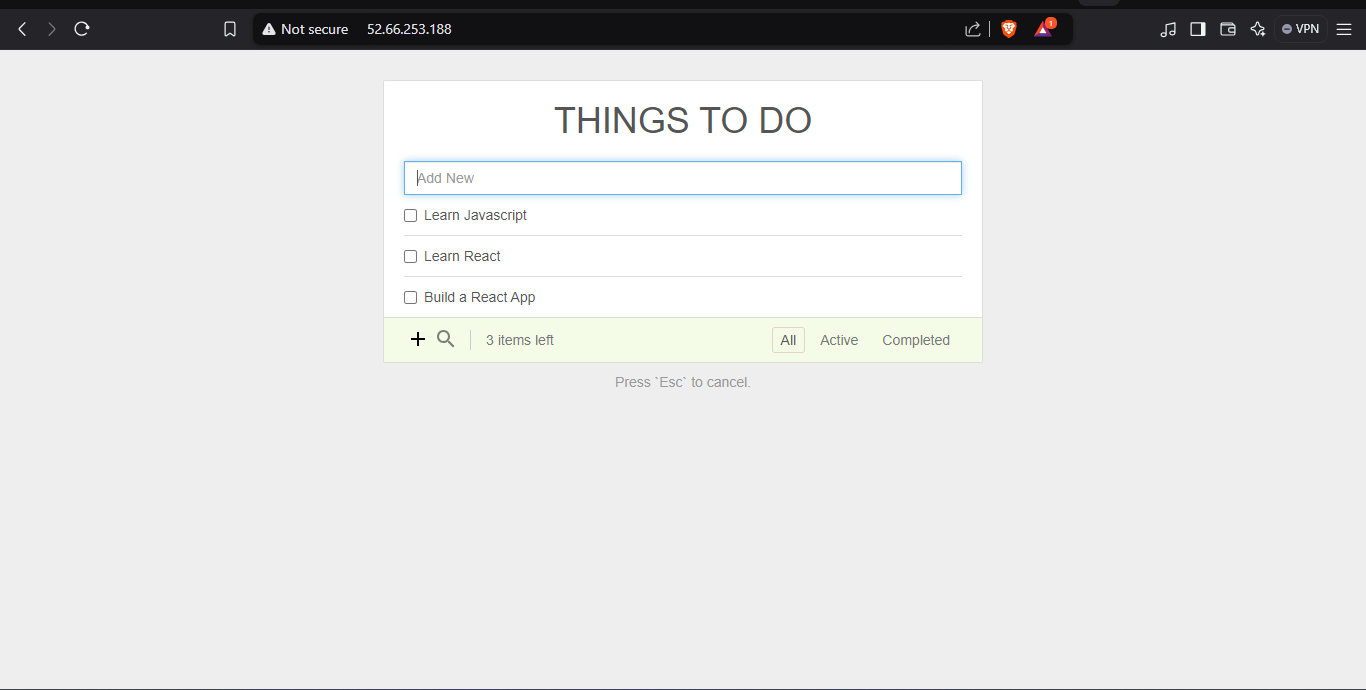 Not secure 52.66.253.188 1 VPN
THINGS TO DO
Add New
Learn Javascript
Learn React
Build a React App
3 items left All Active Completed
Press `Esc` to cancel.